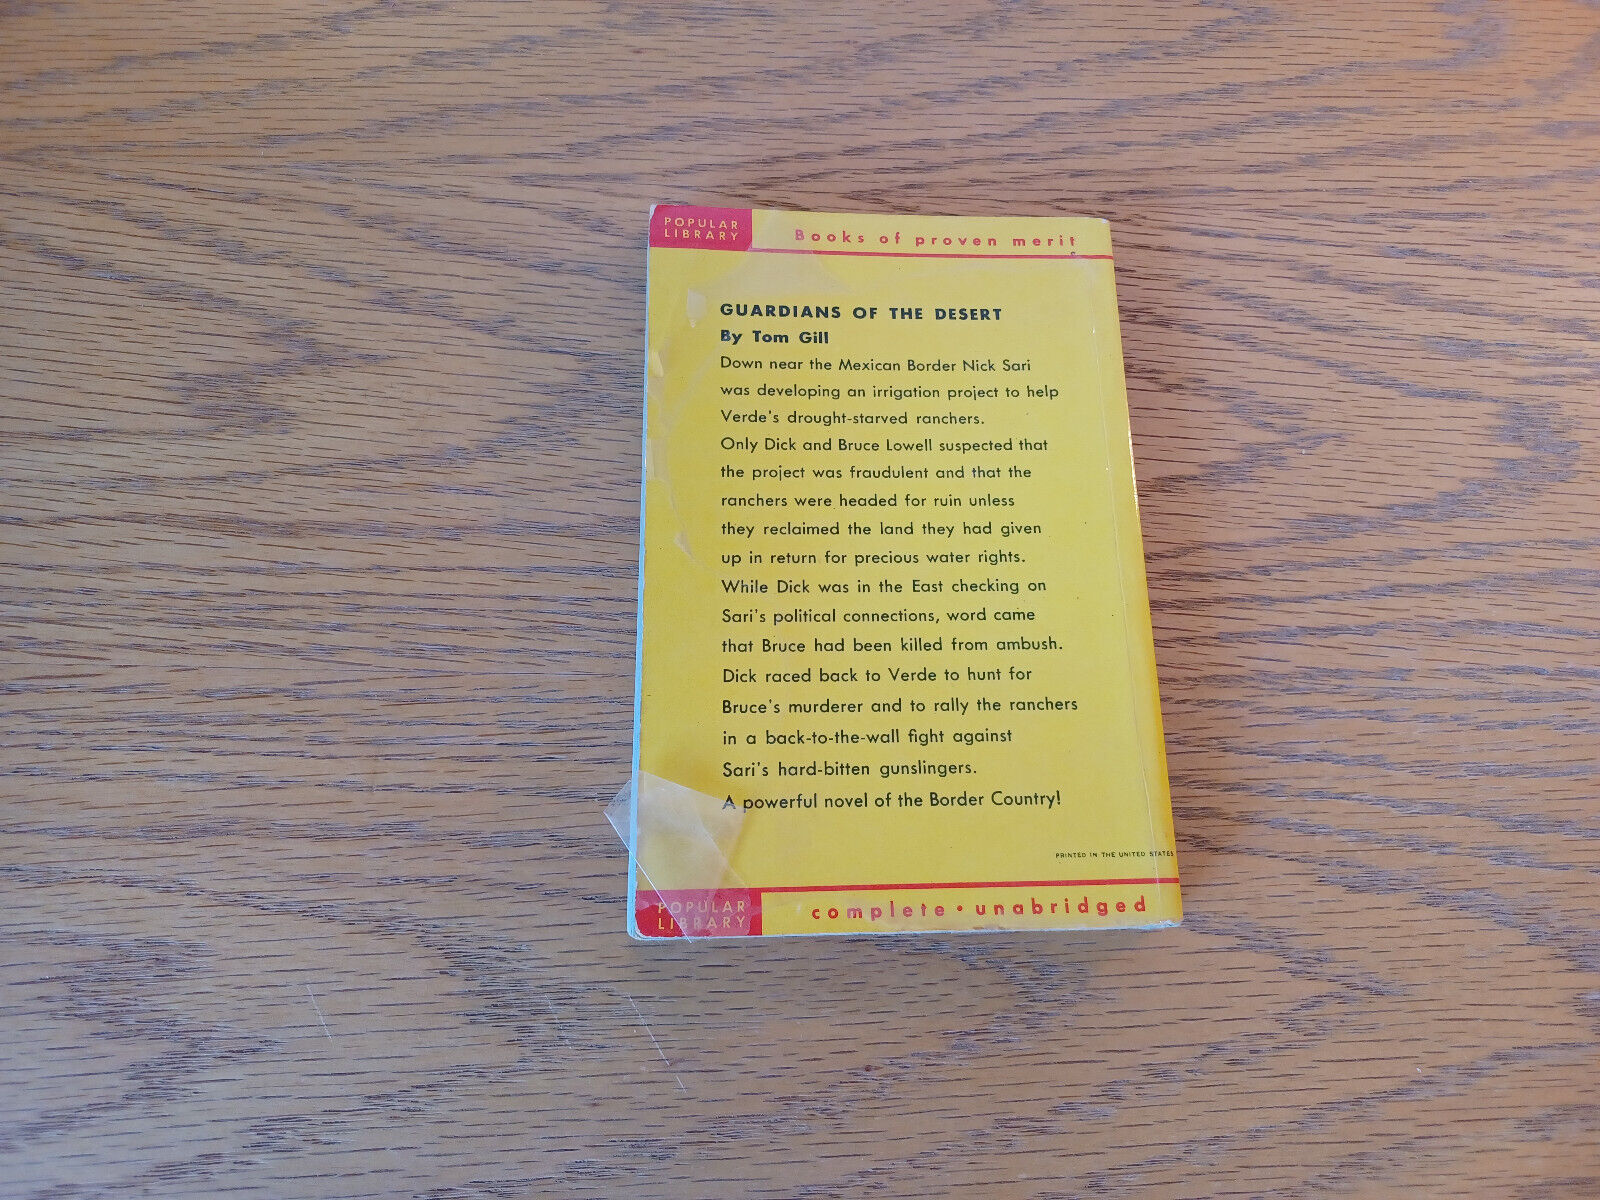 POPULAR
LIBRARY
Books of proven merit
GUARDIANS OF THE DESERT
By Tom Gill
Down near the Mexican Border Nick Sari
was developing an irrigation project to help
Verde's drought-starved ranchers.
Only Dick and Bruce Lowell suspected that
the project was fraudulent and that the
ranchers were headed for ruin unless
they reclaimed the land they had given
up in return for precious water rights.
While Dick was in the East checking on
Sari's political connections, word came
that Bruce had been killed from ambush.
Dick raced back to Verde to hunt for
Bruce's murderer and to rally the ranchers
in a back-to-the-wall fight against
Sari's hard-bitten gunslingers.
A powerful novel of the Border Country!
PRINTED IN THE UNITED STATES
POPULAR
LIBRARY
complete • unabridged